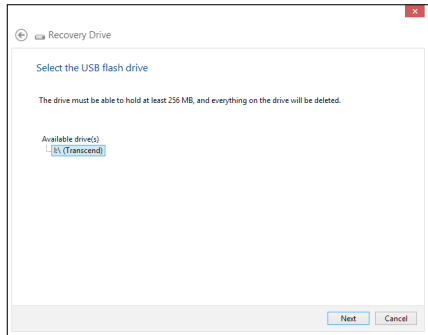 Recovery Drive
Select the USB flash drive
The drive must be able to hold at least 256 MB, and everything on the drive will be deleted.
Available drive(s)
I:\ (Transcend)
Next Cancel